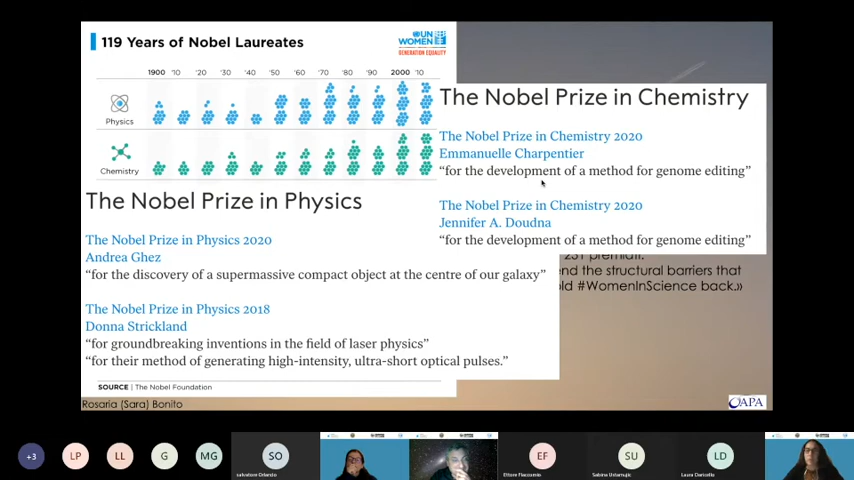 119 Years of Nobel Laureates
UN
WOMEN
GENERATION EQUALITY
1900 '10 '20 '30 '40 '50 '60 '70 '80 '90 2000 '10
Physics
Chemistry
The Nobel Prize in Chemistry
The Nobel Prize in Chemistry 2020
Emmanuelle Charpentier
“for the development of a method for genome editing”
The Nobel Prize in Chemistry 2020
Jennifer A. Doudna
“for the development of a method for genome editing”
The Nobel Prize in Physics
The Nobel Prize in Physics 2020
Andrea Ghez
“for the discovery of a supermassive compact object at the centre of our galaxy”
The Nobel Prize in Physics 2018
Donna Strickland
“for groundbreaking inventions in the field of laser physics”
“for their method of generating high-intensity, ultra-short optical pulses.”
231 premiati.
end the structural barriers that
old #WomenInScience back.»
SOURCE | The Nobel Foundation
Rosaria (Sara) Bonito
OAPA
+3
LP
LL
G
MG
SO
salvatore Orlando
EF
Ettore Flaccomio
SU
Sabina Ustamujic
LD
Laura Daricello